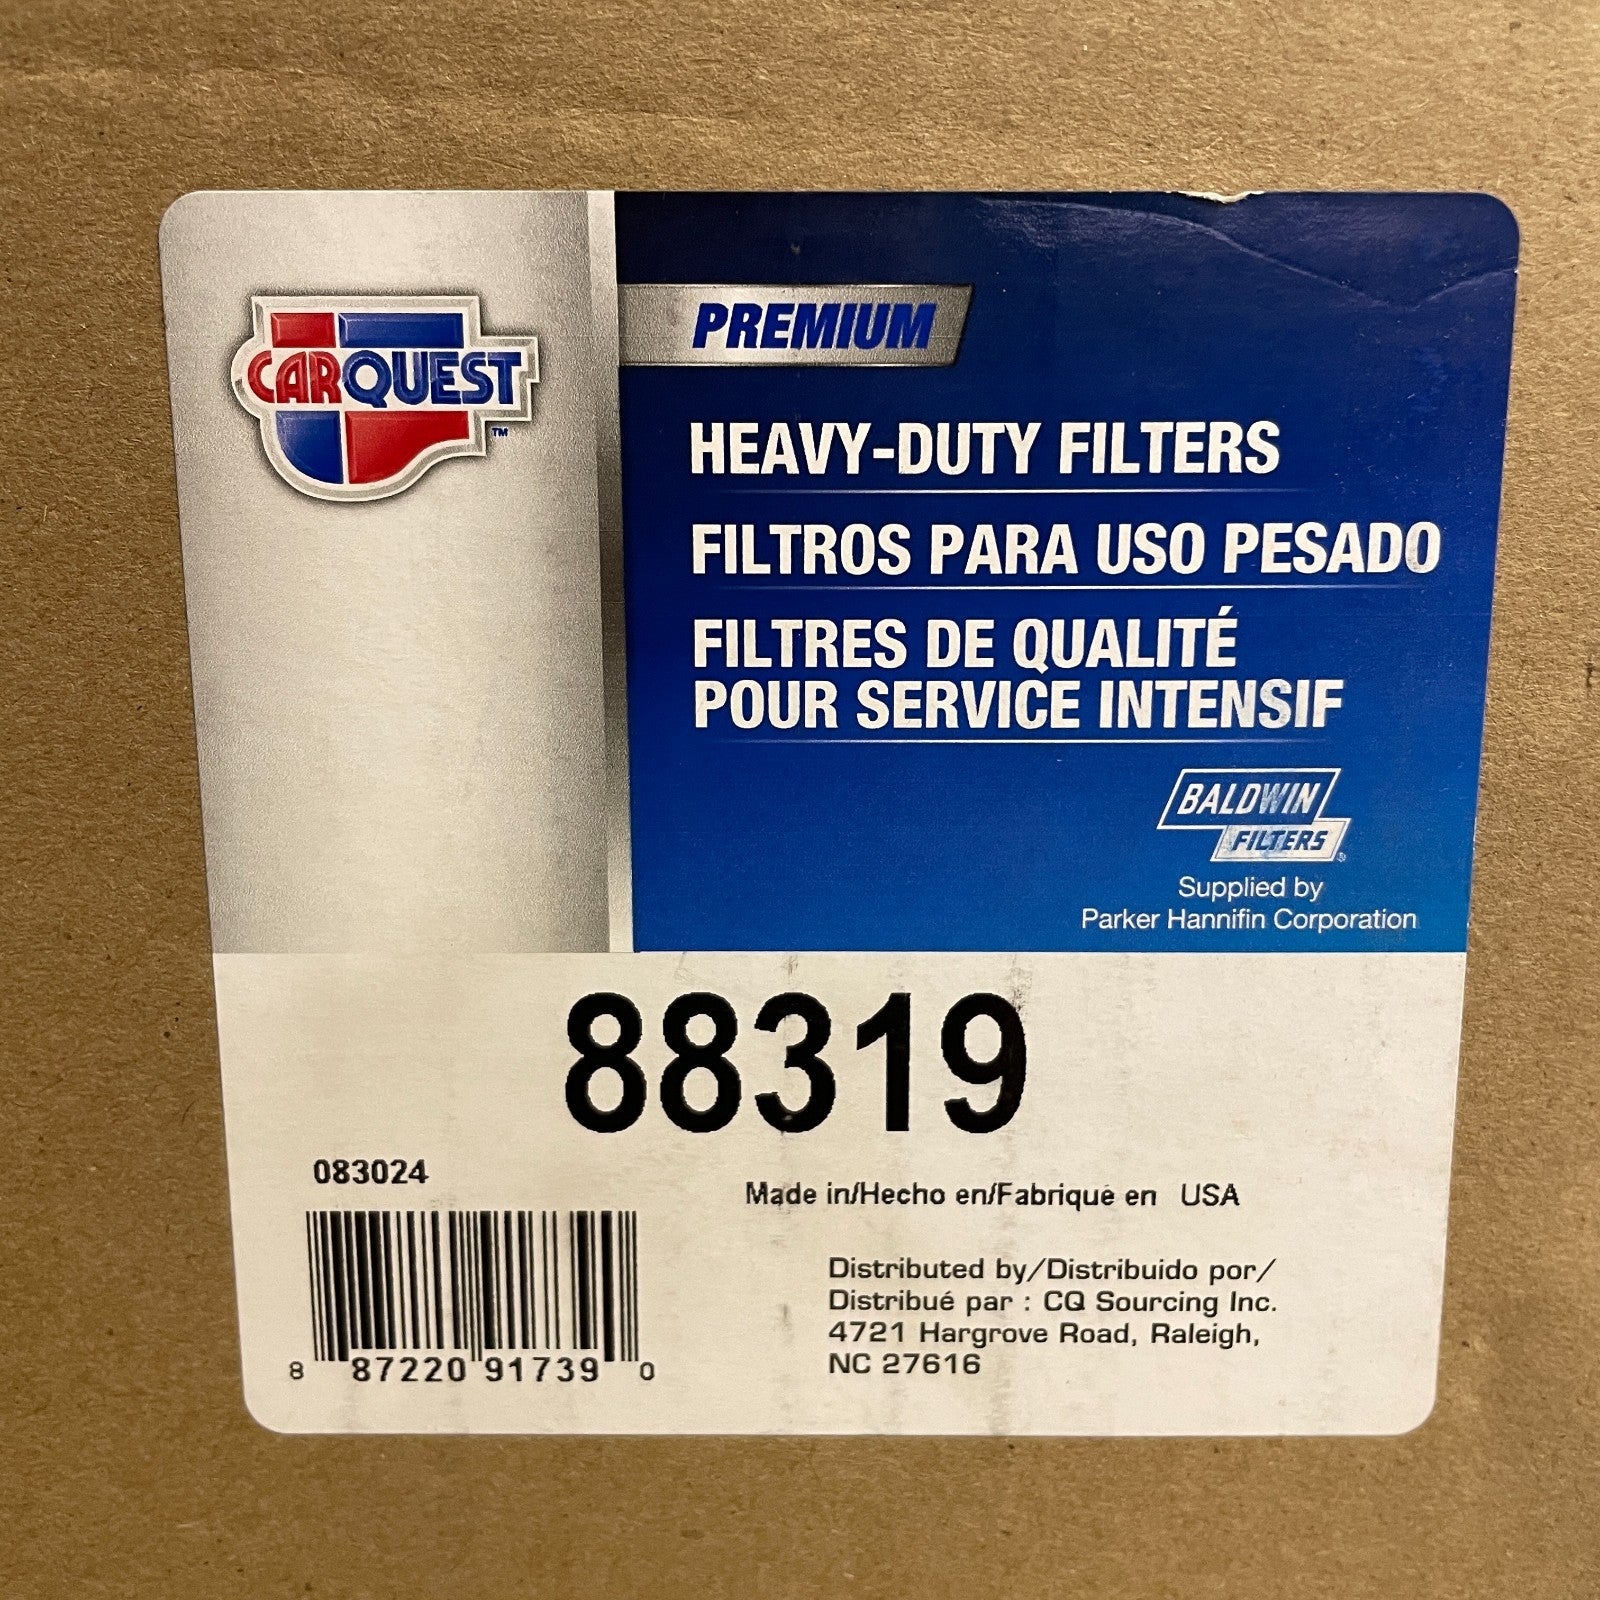 CARQUEST
TM
PREMIUM
HEAVY-DUTY FILTERS
FILTROS PARA USO PESADO
FILTRES DE QUALITÉ
POUR SERVICE INTENSIF
BALDWIN
FILTERS®
Supplied by
Parker Hannifin Corporation
88319
083024
Made in/Hecho en/Fabriqué en USA
Distributed by/Distribuido por/
Distribué par : CQ Sourcing Inc.
4721 Hargrove Road, Raleigh,
NC 27616
8 87220 91739 0